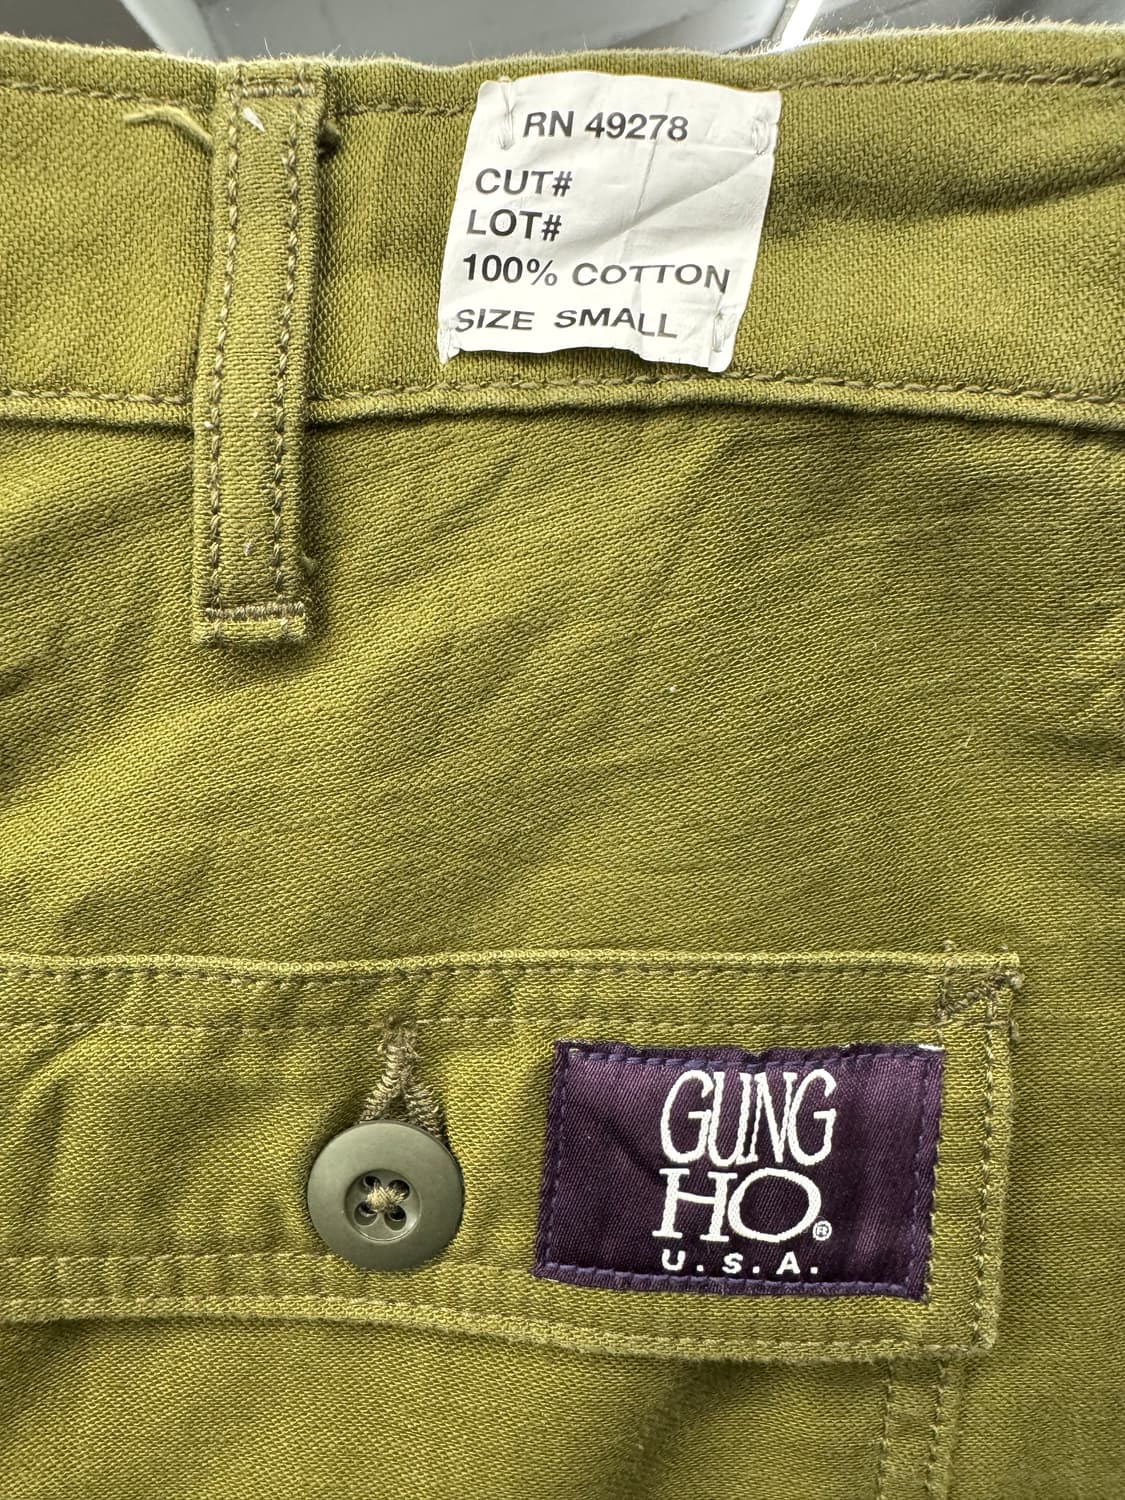 RN 49278
CUT#
LOT#
100% COTTON
SIZE SMALL
GUNG
HO®
U.S.A.